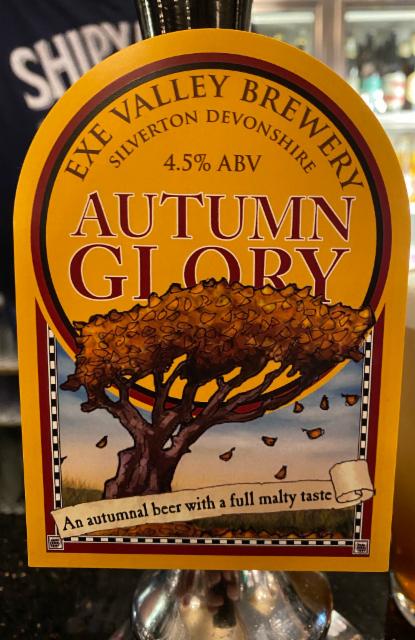 EXE VALLEY BREWERY
SILVERTON DEVONSHIRE
4.5% ABV
AUTUMN
GLORY
An autumnal beer with a full malty taste